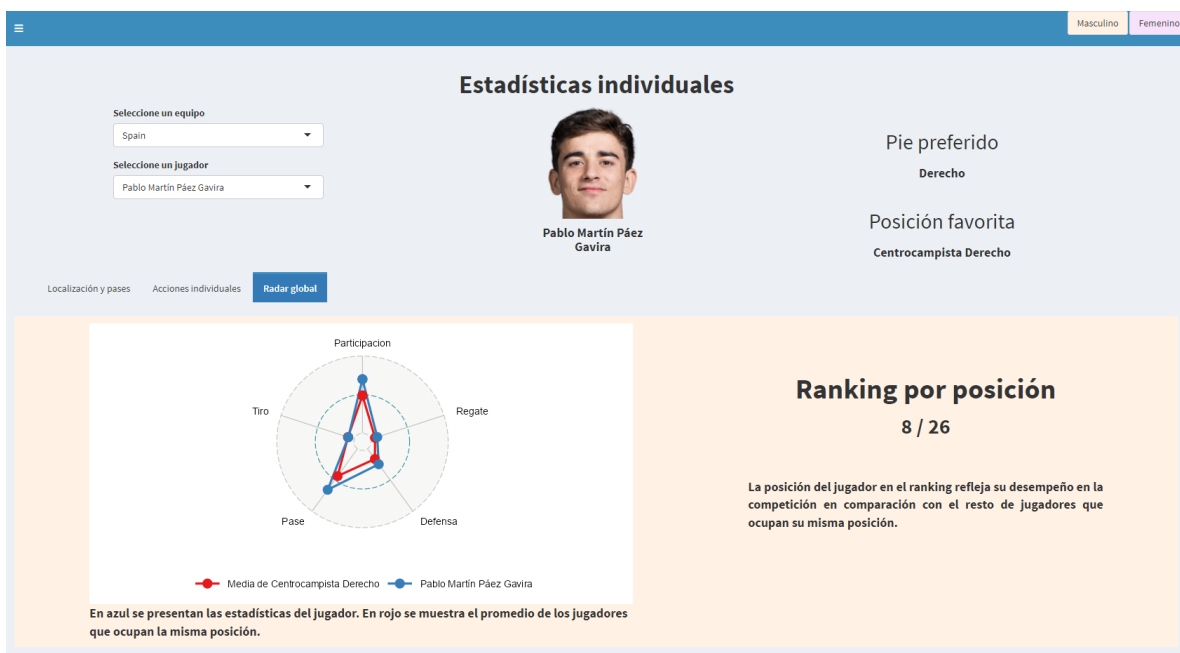 Masculino
Femenino
Estadísticas individuales
Seleccione un equipo
Spain
Seleccione un jugador
Pablo Martín Páez Gavira
Pablo Martín Páez
Gavira
Pie preferido
Derecho
Posición favorita
Centrocampista Derecho
Localización y pases
Acciones individuales
Radar global
Participacion
Tiro
Regate
Pase
Defensa
Media de Centrocampista Derecho
Pablo Martín Páez Gavira
En azul se presentan las estadísticas del jugador. En rojo se muestra el promedio de los jugadores
que ocupan la misma posición.
Ranking por posición
8 / 26
La posición del jugador en el ranking refleja su desempeño en la
competición en comparación con el resto de jugadores que
ocupan su misma posición.